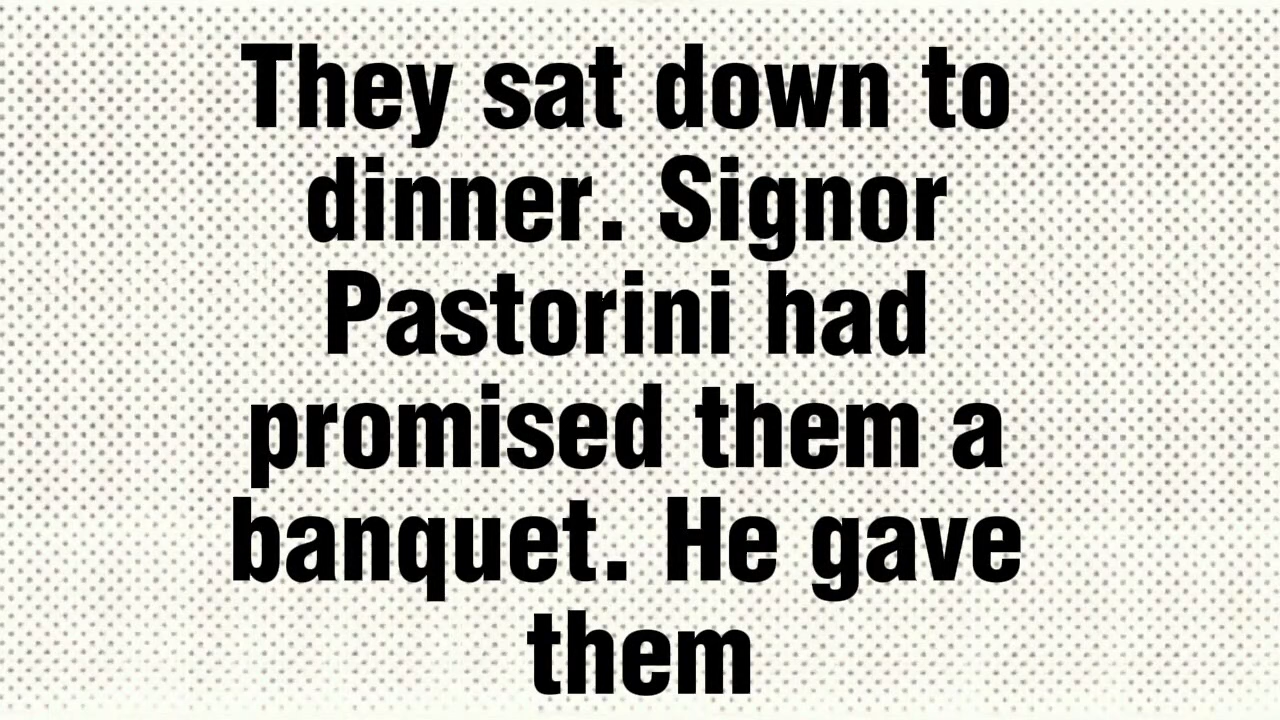 They sat down to
dinner. Signor
Pastorini had
promised them a
banquet. He gave
them